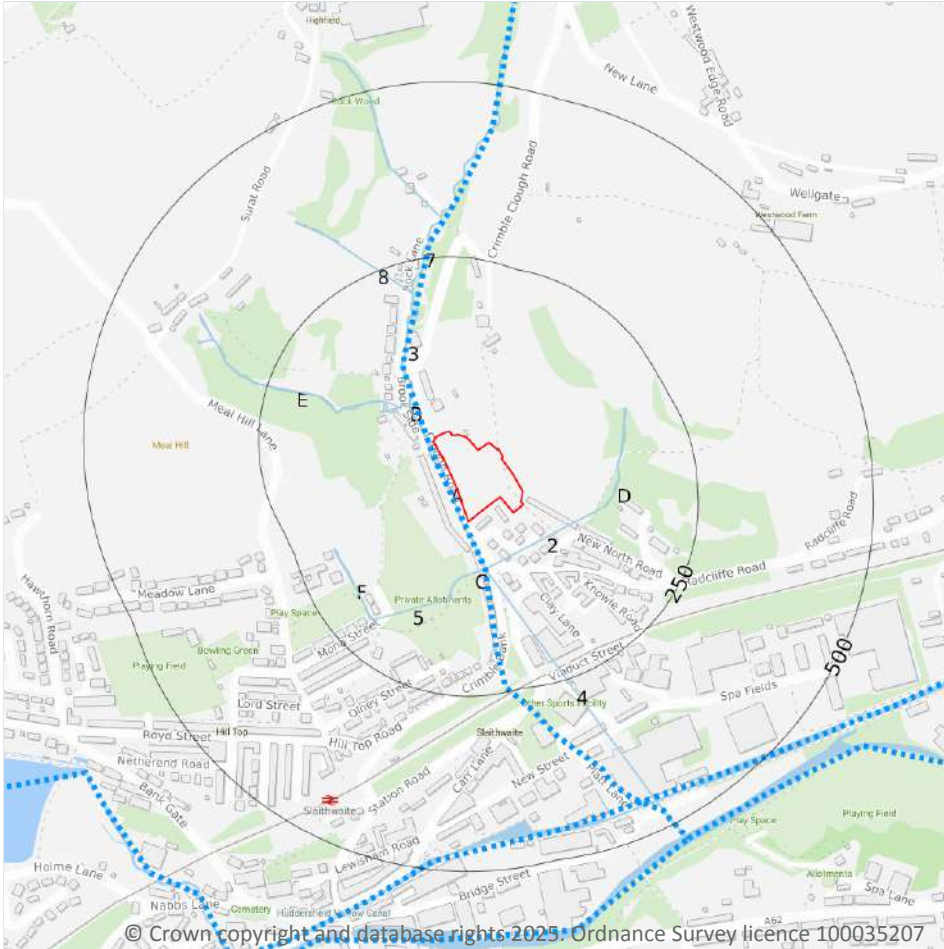 Highfield
Westwood Edge Road
New Lane
Rock Wood
Surat Road
Crimble Clough Road
Wellgate
Westwood Farm
Rock Lane
7
8
3
E
B
Meal Hill Lane
Meal Hill
A
D
2
New North Road
Radcliffe Road
Radcliffe Road
250
Hawthorn Road
Meadow Lane
F
C
Private Allotments
Play Space
5
Knowle Road
Clay Lane
Mona Street
Bowling Green
Playing Field
Viaduct Street
500
Olney Street
Spa Fields
4
Other Sports Facility
Lord Street
Hill Top
Hill Top Road
Royd Street
Slaithwaite
Netherend Road
Carr Lane
New Street
Plan Lane
Station Road
Bank Gate
Slaithwaite
Play Space
Playing Field
Lewisham Road
Holme Lane
Bridge Street
Allotments
Spa Lane
Nabbs Lane
Cemetery
Huddersfield Narrow Canal
A62
© Crown copyright and database rights 2025. Ordnance Survey licence 100035207